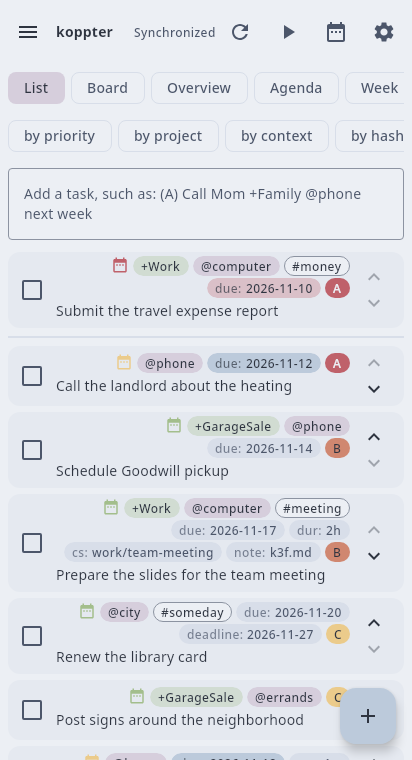 koppter Synchronized
List Board Overview Agenda Week
by priority by project by context by hash
Add a task, such as: (A) Call Mom +Family @phone
next week
+Work @computer #money
due: 2026-11-10 A
Submit the travel expense report
@phone due: 2026-11-12 A
Call the landlord about the heating
+GarageSale @phone
due: 2026-11-14 B
Schedule Goodwill pickup
+Work @computer #meeting
due: 2026-11-17 dur: 2h
cs: work/team-meeting note: k3f.md B
Prepare the slides for the team meeting
@city #someday due: 2026-11-20
deadline: 2026-11-27 C
Renew the library card
+GarageSale @errands C
Post signs around the neighborhood